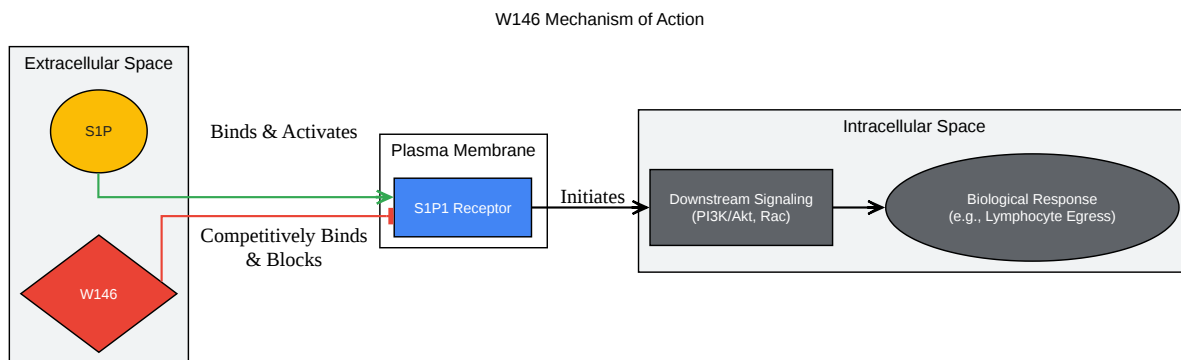 W146 Mechanism of Action
Extracellular Space
S1P
W146
Binds & Activates
Competitively Binds
& Blocks
Plasma Membrane
S1P1 Receptor
Initiates
Intracellular Space
Downstream Signaling
(PI3K/Akt, Rac)
Biological Response
(e.g., Lymphocyte Egress)